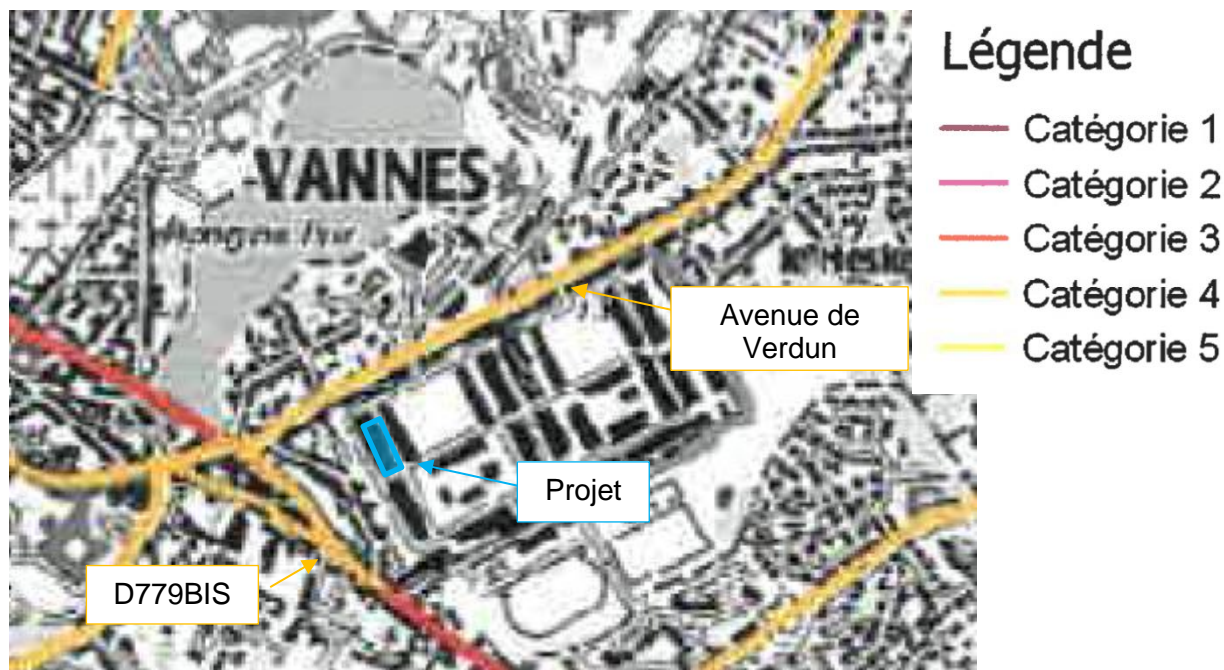 VANNES
Avenue de
Verdun
Projet
D779BIS
Légende
Catégorie 1
Catégorie 2
Catégorie 3
Catégorie 4
Catégorie 5